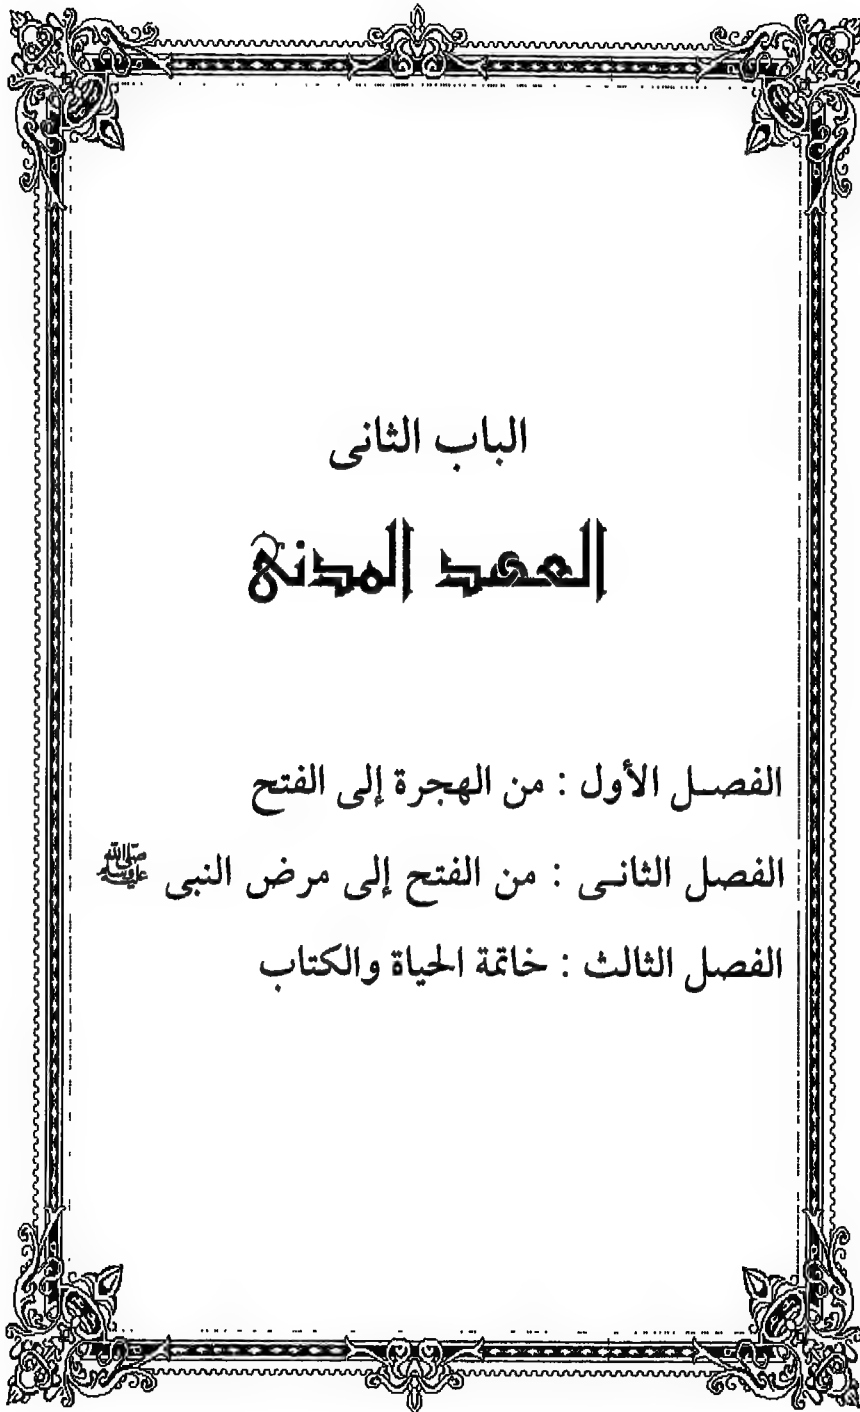 الباب الثانى
العهد المدنى
الفصل الأول : من الهجرة إلى الفتح
الفصل الثانى : من الفتح إلى مرض النبى ﷺ
الفصل الثالث : خاتمة الحياة والكتاب